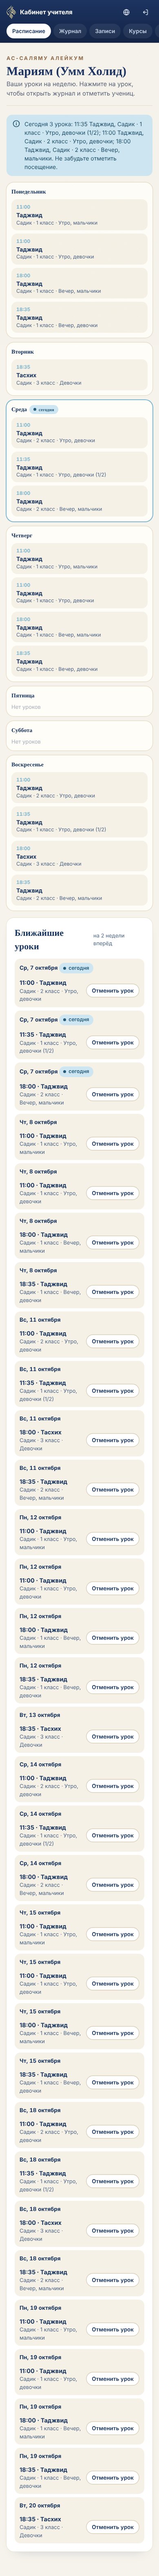 Кабинет учителя
Расписание
Журнал
Записи
Курсы
АС-САЛЯМУ АЛЕЙКУМ
Мариям (Умм Холид)
Ваши уроки на неделю. Нажмите на урок,
чтобы открыть журнал и отметить учениц.
Сегодня 3 урока: 11:35 Таджвид, Садик · 1
класс · Утро, девочки (1/2); 11:00 Таджвид,
Садик · 2 класс · Утро, девочки; 18:00
Таджвид, Садик · 2 класс · Вечер,
мальчики. Не забудьте отметить
посещение.
Понедельник
11:00
Таджвид
Садик · 1 класс · Утро, мальчики
11:00
Таджвид
Садик · 1 класс · Утро, девочки
18:00
Таджвид
Садик · 1 класс · Вечер, мальчики
18:35
Таджвид
Садик · 1 класс · Вечер, девочки
Вторник
18:35
Тасхих
Садик · 3 класс · Девочки
Среда
сегодня
11:00
Таджвид
Садик · 2 класс · Утро, девочки
11:35
Таджвид
Садик · 1 класс · Утро, девочки (1/2)
18:00
Таджвид
Садик · 2 класс · Вечер, мальчики
Четверг
11:00
Таджвид
Садик · 1 класс · Утро, мальчики
11:00
Таджвид
Садик · 1 класс · Утро, девочки
18:00
Таджвид
Садик · 1 класс · Вечер, мальчики
18:35
Таджвид
Садик · 1 класс · Вечер, девочки
Пятница
Нет уроков
Суббота
Нет уроков
Воскресенье
11:00
Таджвид
Садик · 2 класс · Утро, девочки
11:35
Таджвид
Садик · 1 класс · Утро, девочки (1/2)
18:00
Тасхих
Садик · 3 класс · Девочки
18:35
Таджвид
Садик · 2 класс · Вечер, мальчики
Ближайшие
уроки
на 2 недели
вперёд
Ср, 7 октября
сегодня
11:00 · Таджвид
Садик · 2 класс · Утро,
девочки
Отменить урок
Ср, 7 октября
сегодня
11:35 · Таджвид
Садик · 1 класс · Утро,
девочки (1/2)
Отменить урок
Ср, 7 октября
сегодня
18:00 · Таджвид
Садик · 2 класс ·
Вечер, мальчики
Отменить урок
Чт, 8 октября
11:00 · Таджвид
Садик · 1 класс · Утро,
мальчики
Отменить урок
Чт, 8 октября
11:00 · Таджвид
Садик · 1 класс · Утро,
девочки
Отменить урок
Чт, 8 октября
18:00 · Таджвид
Садик · 1 класс · Вечер,
мальчики
Отменить урок
Чт, 8 октября
18:35 · Таджвид
Садик · 1 класс · Вечер,
девочки
Отменить урок
Вс, 11 октября
11:00 · Таджвид
Садик · 2 класс · Утро,
девочки
Отменить урок
Вс, 11 октября
11:35 · Таджвид
Садик · 1 класс · Утро,
девочки (1/2)
Отменить урок
Вс, 11 октября
18:00 · Тасхих
Садик · 3 класс ·
Девочки
Отменить урок
Вс, 11 октября
18:35 · Таджвид
Садик · 2 класс ·
Вечер, мальчики
Отменить урок
Пн, 12 октября
11:00 · Таджвид
Садик · 1 класс · Утро,
мальчики
Отменить урок
Пн, 12 октября
11:00 · Таджвид
Садик · 1 класс · Утро,
девочки
Отменить урок
Пн, 12 октября
18:00 · Таджвид
Садик · 1 класс · Вечер,
мальчики
Отменить урок
Пн, 12 октября
18:35 · Таджвид
Садик · 1 класс · Вечер,
девочки
Отменить урок
Вт, 13 октября
18:35 · Тасхих
Садик · 3 класс ·
Девочки
Отменить урок
Ср, 14 октября
11:00 · Таджвид
Садик · 2 класс · Утро,
девочки
Отменить урок
Ср, 14 октября
11:35 · Таджвид
Садик · 1 класс · Утро,
девочки (1/2)
Отменить урок
Ср, 14 октября
18:00 · Таджвид
Садик · 2 класс ·
Вечер, мальчики
Отменить урок
Чт, 15 октября
11:00 · Таджвид
Садик · 1 класс · Утро,
мальчики
Отменить урок
Чт, 15 октября
11:00 · Таджвид
Садик · 1 класс · Утро,
девочки
Отменить урок
Чт, 15 октября
18:00 · Таджвид
Садик · 1 класс · Вечер,
мальчики
Отменить урок
Чт, 15 октября
18:35 · Таджвид
Садик · 1 класс · Вечер,
девочки
Отменить урок
Вс, 18 октября
11:00 · Таджвид
Садик · 2 класс · Утро,
девочки
Отменить урок
Вс, 18 октября
11:35 · Таджвид
Садик · 1 класс · Утро,
девочки (1/2)
Отменить урок
Вс, 18 октября
18:00 · Тасхих
Садик · 3 класс ·
Девочки
Отменить урок
Вс, 18 октября
18:35 · Таджвид
Садик · 2 класс ·
Вечер, мальчики
Отменить урок
Пн, 19 октября
11:00 · Таджвид
Садик · 1 класс · Утро,
мальчики
Отменить урок
Пн, 19 октября
11:00 · Таджвид
Садик · 1 класс · Утро,
девочки
Отменить урок
Пн, 19 октября
18:00 · Таджвид
Садик · 1 класс · Вечер,
мальчики
Отменить урок
Пн, 19 октября
18:35 · Таджвид
Садик · 1 класс · Вечер,
девочки
Отменить урок
Вт, 20 октября
18:35 · Тасхих
Садик · 3 класс ·
Девочки
Отменить урок